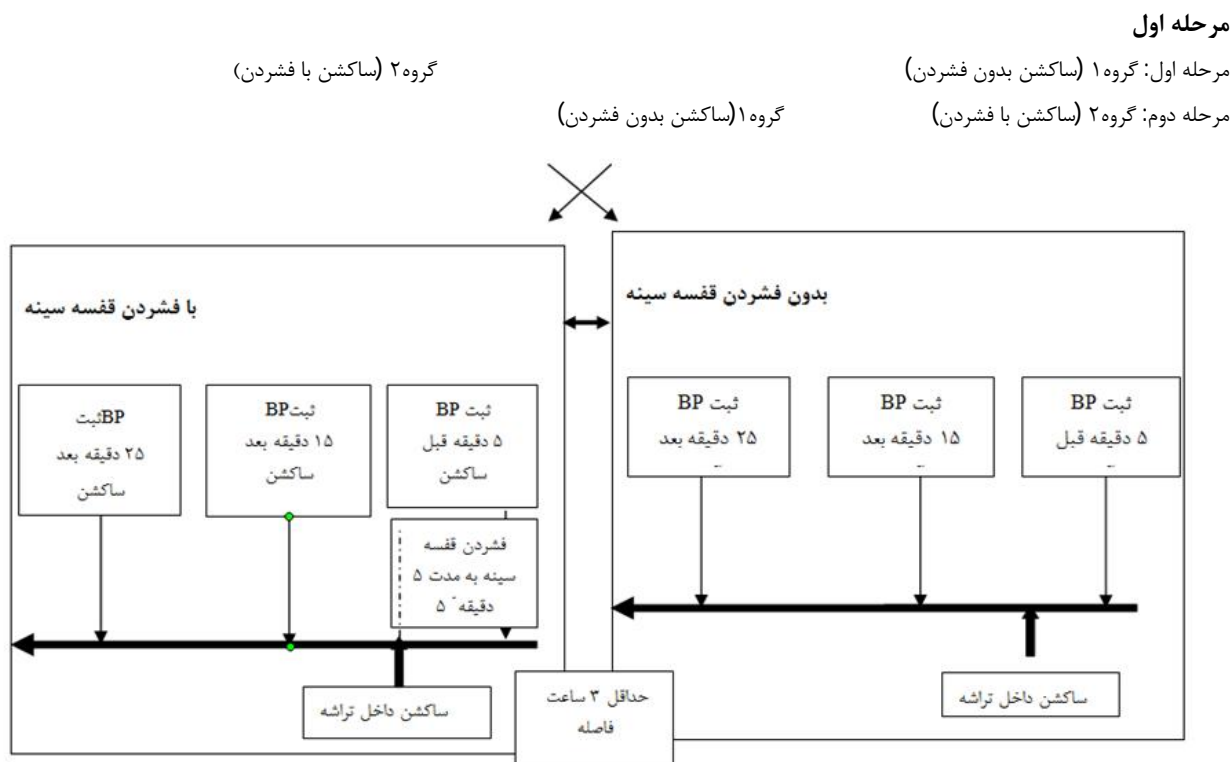 مرحله اول
مرحله اول: گروه۱ (ساکشن بدون فشردن) گروه۲ (ساکشن با فشردن)
مرحله دوم: گروه۲ (ساکشن با فشردن) گروه۱(ساکشن بدون فشردن)
بدون فشردن قفسه سینه
ثبت BP
۵ دقیقه قبل
ثبت BP
۱۵ دقیقه بعد
ثبت BP
۲۵ دقیقه بعد
ساکشن داخل تراشه
با فشردن قفسه سینه
ثبت BP
۵ دقیقه قبل
ساکشن
ثبتBP
۱۵ دقیقه بعد
ساکشن
BPثبت
۲۵ دقیقه بعد
ساکشن
فشردن قفسه
سینه به مدت ۵
دقیقه ۵
ساکشن داخل تراشه
حداقل ۳ ساعت
فاصله